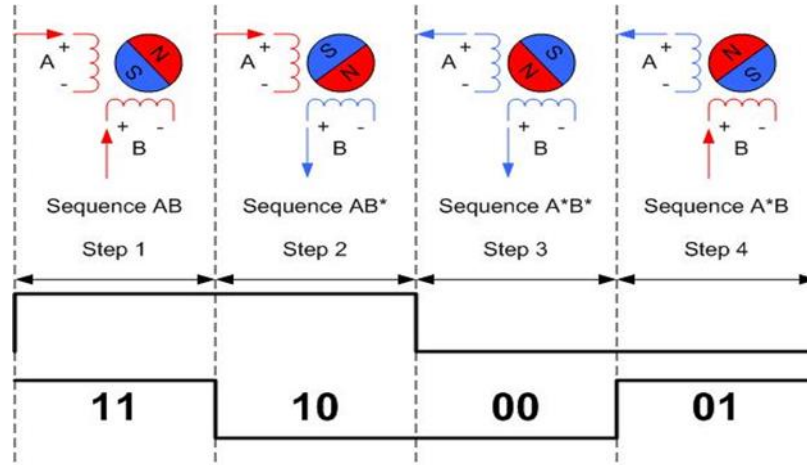 + + + +
A N S A S N A S N A N S
- - - -
+ - + - + - + -
B B B B
Sequence AB Sequence AB* Sequence A*B* Sequence A*B
Step 1 Step 2 Step 3 Step 4
11 10 00 01